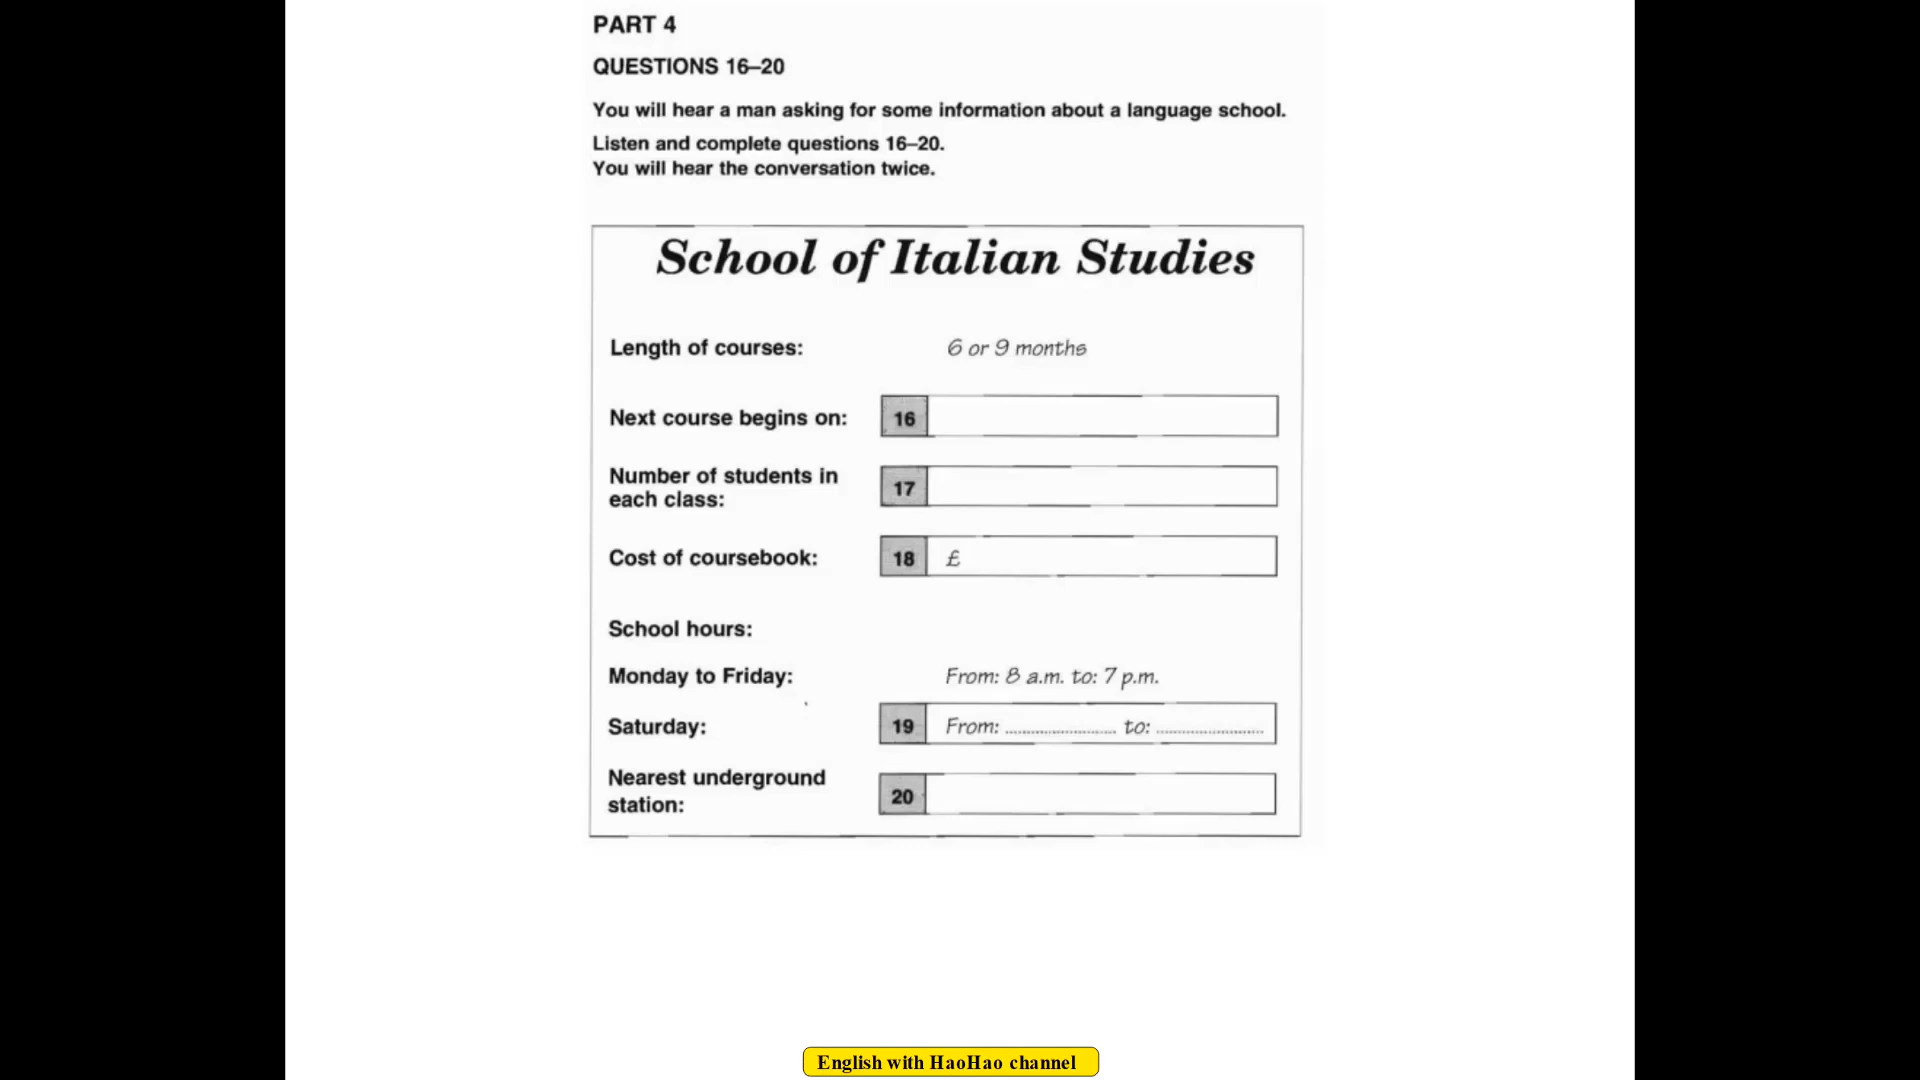 PART 4
QUESTIONS 16–20
You will hear a man asking for some information about a language school.
Listen and complete questions 16–20.
You will hear the conversation twice.
School of Italian Studies
Length of courses: 6 or 9 months
Next course begins on: 16
Number of students in
each class: 17
Cost of coursebook: 18 £
School hours:
Monday to Friday: From: 8 a.m. to: 7 p.m.
Saturday: 19 From: ........................ to: ........................
Nearest underground
station: 20
English with HaoHao channel